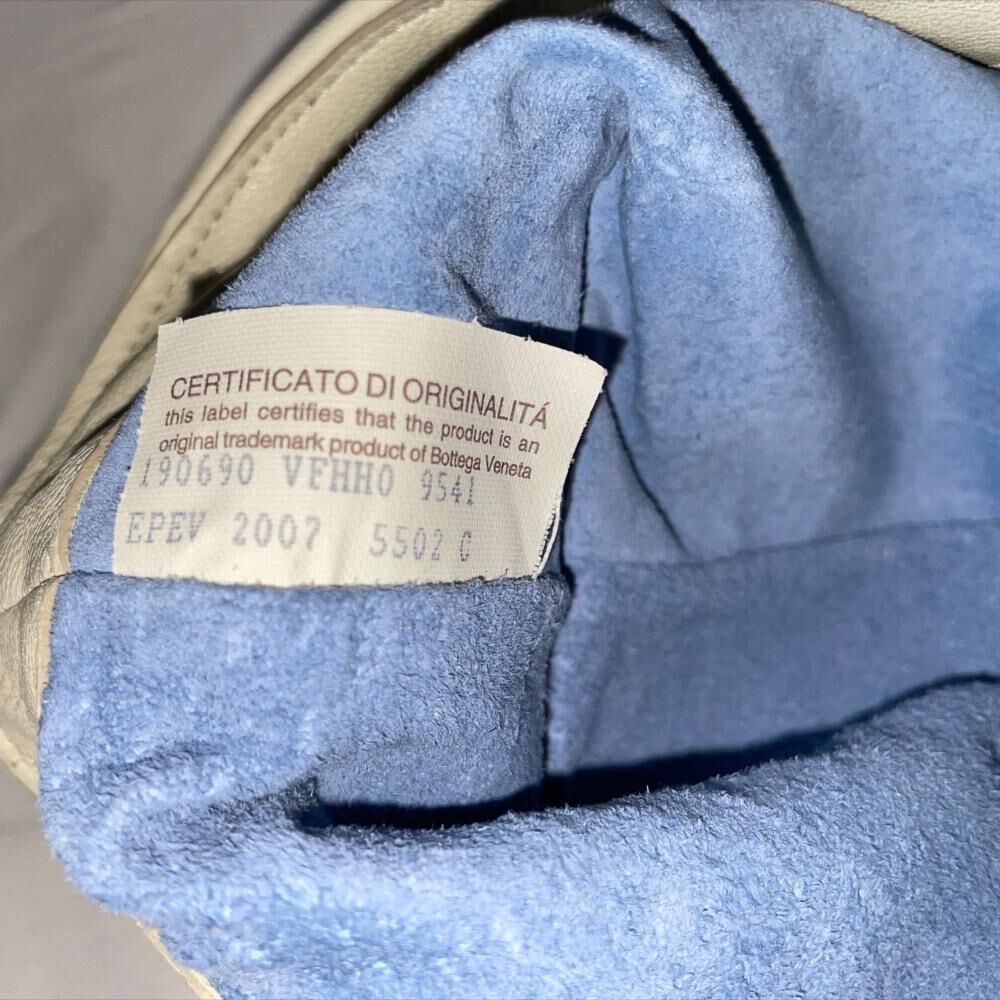 CERTIFICATO DI ORIGINALITÁ
this label certifies that the product is an
original trademark product of Bottega Veneta
190690 VFHH0 9541
EPEV 2007 5502 C